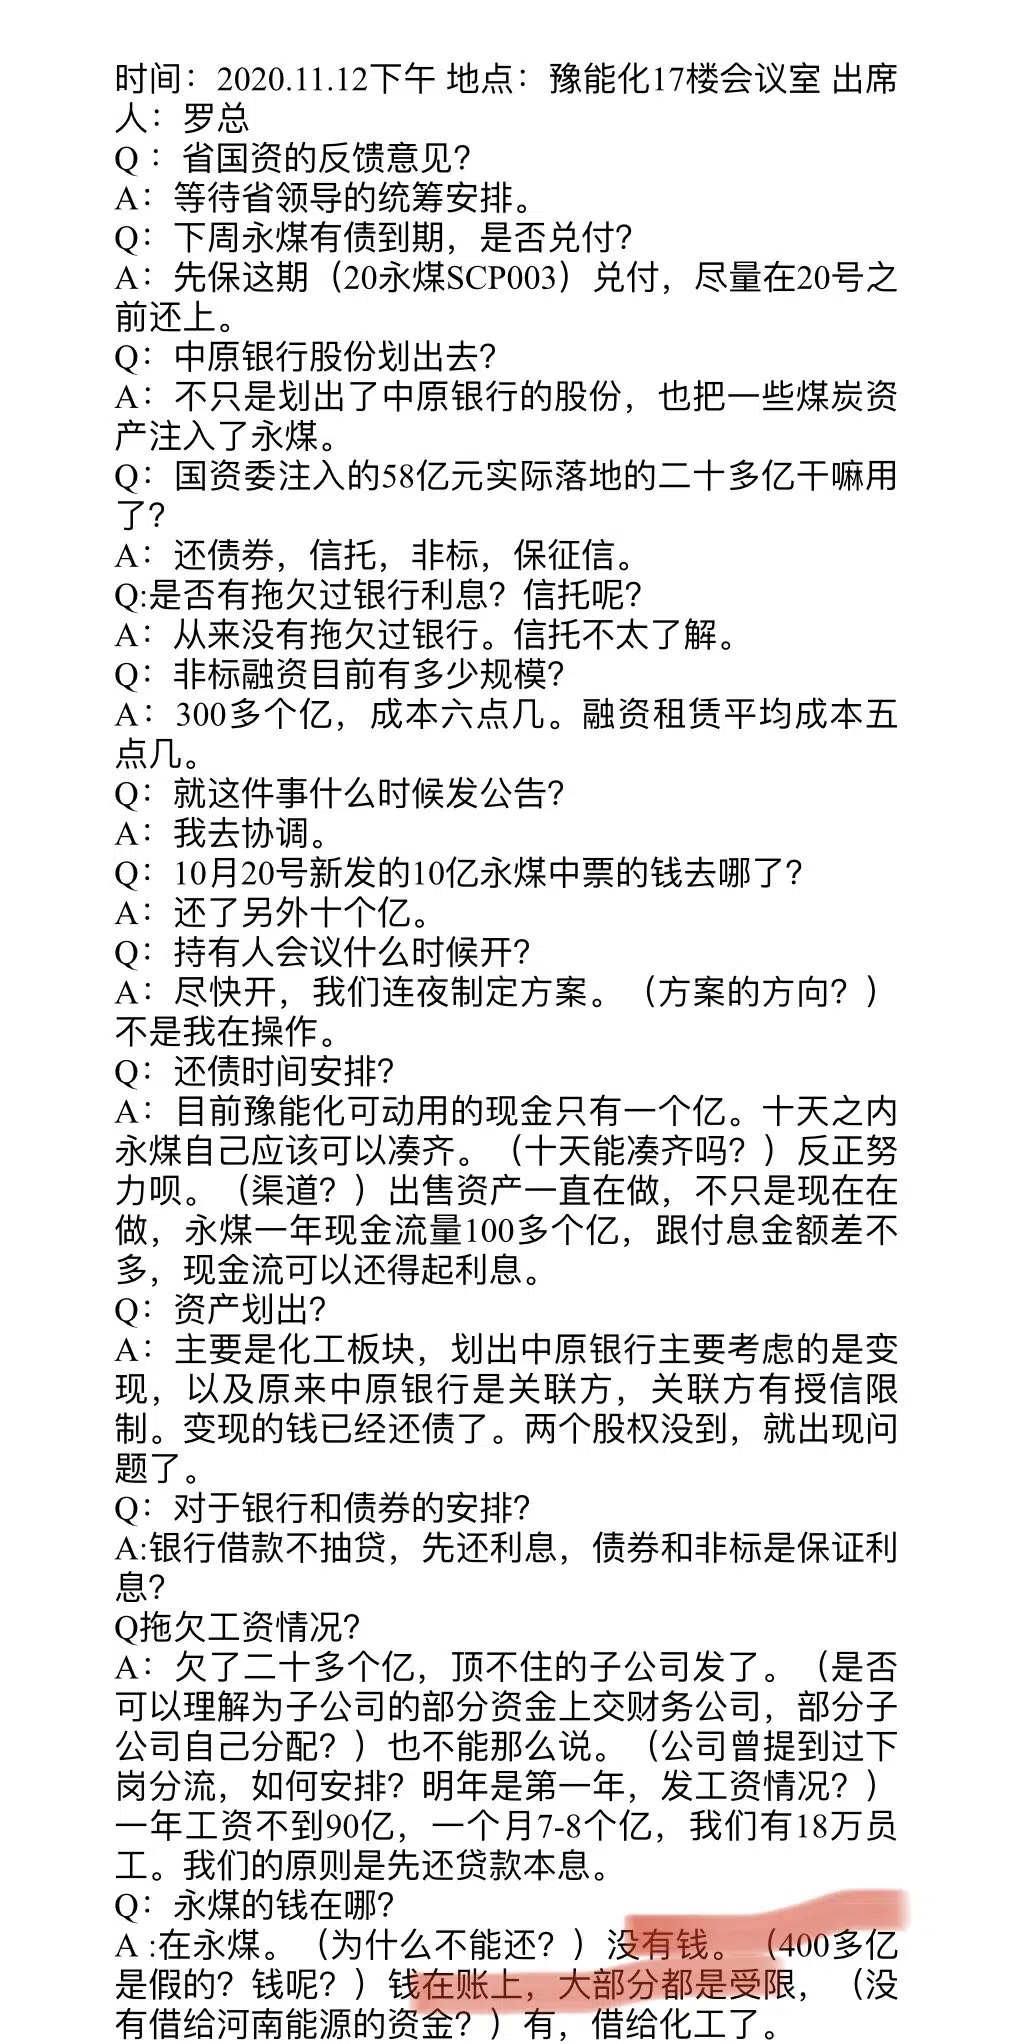 时间：2020.11.12下午 地点：豫能化17楼会议室 出席
人：罗总
Q ：省国资的反馈意见？
A：等待省领导的统筹安排。
Q：下周永煤有债到期，是否兑付？
A：先保这期（20永煤SCP003）兑付，尽量在20号之
前还上。
Q：中原银行股份划出去？
A：不只是划出了中原银行的股份，也把一些煤炭资
产注入了永煤。
Q：国资委注入的58亿元实际落地的二十多亿干嘛用
了？
A：还债券，信托，非标，保征信。
Q:是否有拖欠过银行利息？信托呢？
A：从来没有拖欠过银行。信托不太了解。
Q：非标融资目前有多少规模？
A：300多个亿，成本六点几。融资租赁平均成本五
点几。
Q：就这件事什么时候发公告？
A：我去协调。
Q：10月20号新发的10亿永煤中票的钱去哪了？
A：还了另外十个亿。
Q：持有人会议什么时候开？
A：尽快开，我们连夜制定方案。（方案的方向？）
不是我在操作。
Q：还债时间安排？
A：目前豫能化可动用的现金只有一个亿。十天之内
永煤自己应该可以凑齐。（十天能凑齐吗？）反正努
力呗。（渠道？）出售资产一直在做，不只是现在在
做，永煤一年现金流量100多个亿，跟付息金额差不
多，现金流可以还得起利息。
Q：资产划出？
A：主要是化工板块，划出中原银行主要考虑的是变
现，以及原来中原银行是关联方，关联方有授信限
制。变现的钱已经还债了。两个股权没到，就出现问
题了。
Q：对于银行和债券的安排？
A:银行借款不抽贷，先还利息，债券和非标是保证利
息？
Q拖欠工资情况？
A：欠了二十多个亿，顶不住的子公司发了。（是否
可以理解为子公司的部分资金上交财务公司，部分子
公司自己分配？）也不能那么说。（公司曾提到过下
岗分流，如何安排？明年是第一年，发工资情况？）
一年工资不到90亿，一个月7-8个亿，我们有18万员
工。我们的原则是先还贷款本息。
Q：永煤的钱在哪？
A :在永煤。（为什么不能还？）没有钱。（400多亿
是假的？钱呢？）钱在账上，大部分都是受限，（没
有借给河南能源的资金？）有，借给化工了。